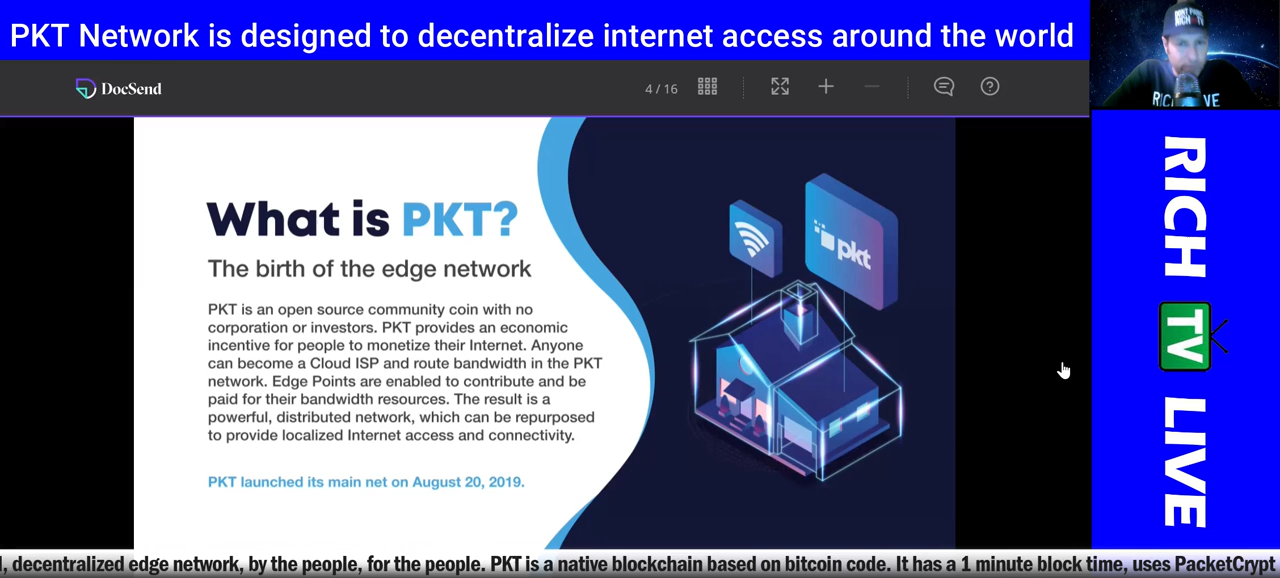 PKT Network is designed to decentralize internet access around the world
DocSend
4 / 16
What is PKT?
The birth of the edge network
PKT is an open source community coin with no
corporation or investors. PKT provides an economic
incentive for people to monetize their Internet. Anyone
can become a Cloud ISP and route bandwidth in the PKT
network. Edge Points are enabled to contribute and be
paid for their bandwidth resources. The result is a
powerful, distributed network, which can be repurposed
to provide localized Internet access and connectivity.
PKT launched its main net on August 20, 2019.
pkt
RICH TV LIVE
, decentralized edge network, by the people, for the people. PKT is a native blockchain based on bitcoin code. It has a 1 minute block time, uses PacketCrypt